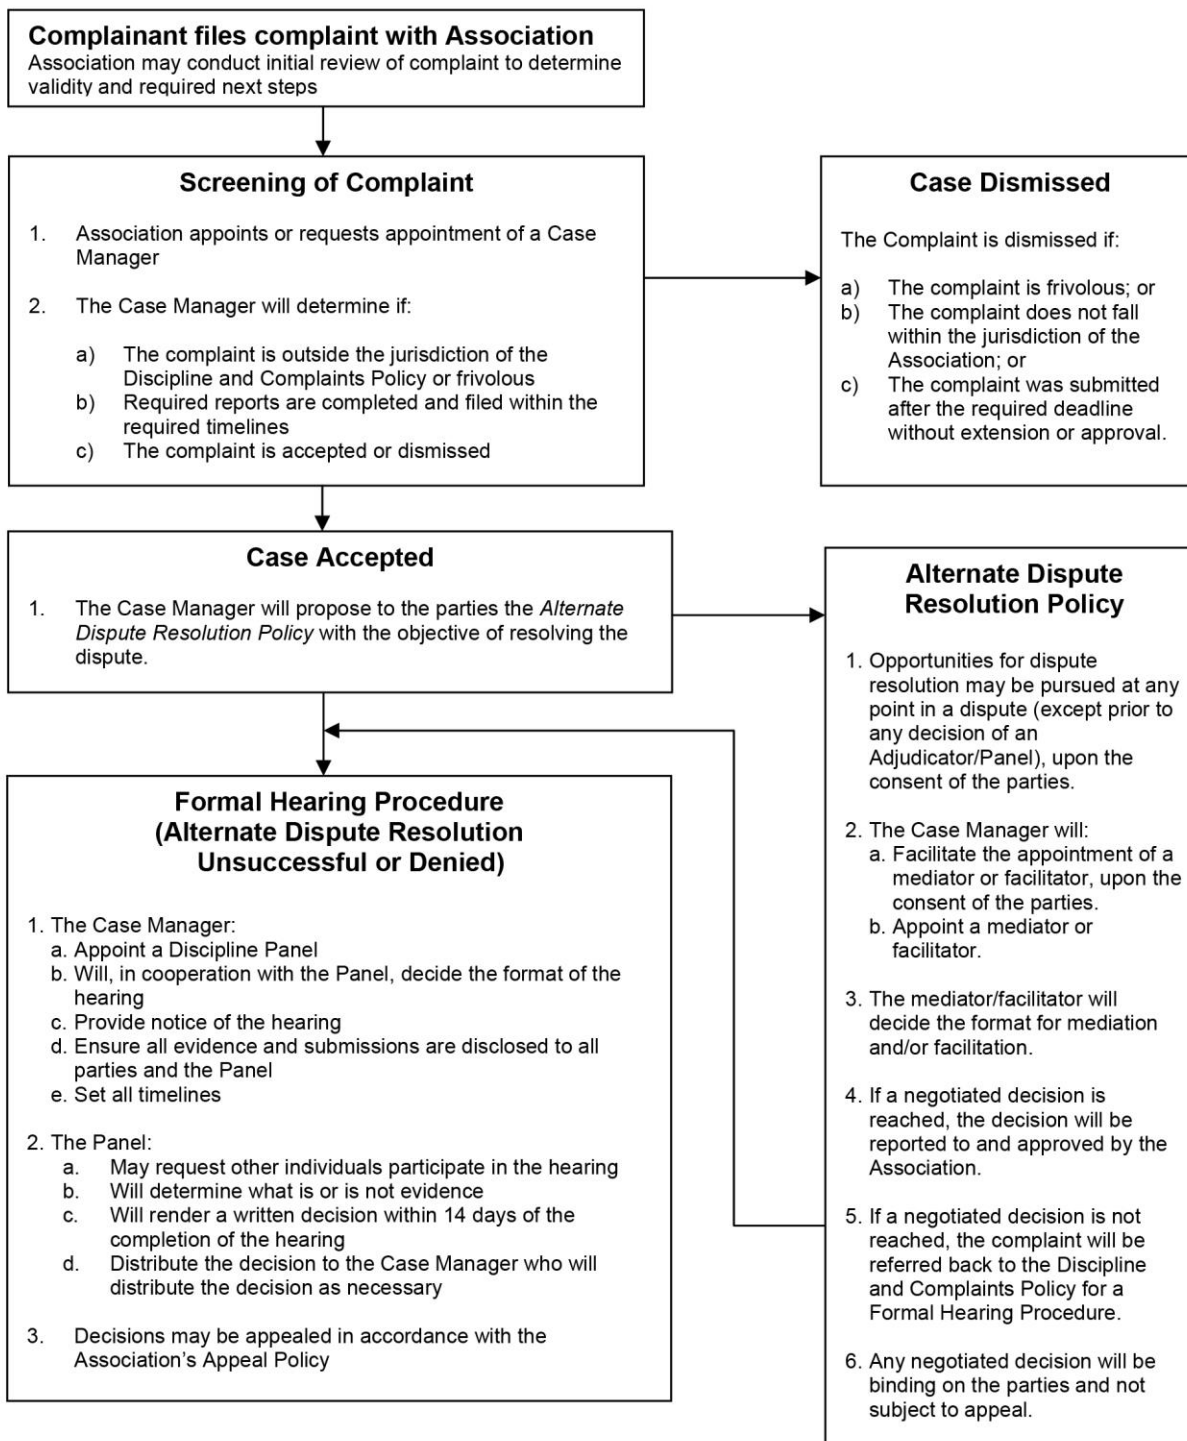 Complainant files complaint with Association
Association may conduct initial review of complaint to determine
validity and required next steps
Screening of Complaint
1. Association appoints or requests appointment of a Case
Manager
2. The Case Manager will determine if:
a) The complaint is outside the jurisdiction of the
Discipline and Complaints Policy or frivolous
b) Required reports are completed and filed within the
required timelines
c) The complaint is accepted or dismissed
Case Dismissed
The Complaint is dismissed if:
a) The complaint is frivolous; or
b) The complaint does not fall
within the jurisdiction of the
Association; or
c) The complaint was submitted
after the required deadline
without extension or approval.
Case Accepted
1. The Case Manager will propose to the parties the Alternate
Dispute Resolution Policy with the objective of resolving the
dispute.
Alternate Dispute
Resolution Policy
1. Opportunities for dispute
resolution may be pursued at any
point in a dispute (except prior to
any decision of an
Adjudicator/Panel), upon the
consent of the parties.
2. The Case Manager will:
a. Facilitate the appointment of a
mediator or facilitator, upon the
consent of the parties.
b. Appoint a mediator or
facilitator.
3. The mediator/facilitator will
decide the format for mediation
and/or facilitation.
4. If a negotiated decision is
reached, the decision will be
reported to and approved by the
Association.
5. If a negotiated decision is not
reached, the complaint will be
referred back to the Discipline
and Complaints Policy for a
Formal Hearing Procedure.
6. Any negotiated decision will be
binding on the parties and not
subject to appeal.
Formal Hearing Procedure
(Alternate Dispute Resolution
Unsuccessful or Denied)
1. The Case Manager:
a. Appoint a Discipline Panel
b. Will, in cooperation with the Panel, decide the format of the
hearing
c. Provide notice of the hearing
d. Ensure all evidence and submissions are disclosed to all
parties and the Panel
e. Set all timelines
2. The Panel:
a. May request other individuals participate in the hearing
b. Will determine what is or is not evidence
c. Will render a written decision within 14 days of the
completion of the hearing
d. Distribute the decision to the Case Manager who will
distribute the decision as necessary
3. Decisions may be appealed in accordance with the
Association’s Appeal Policy